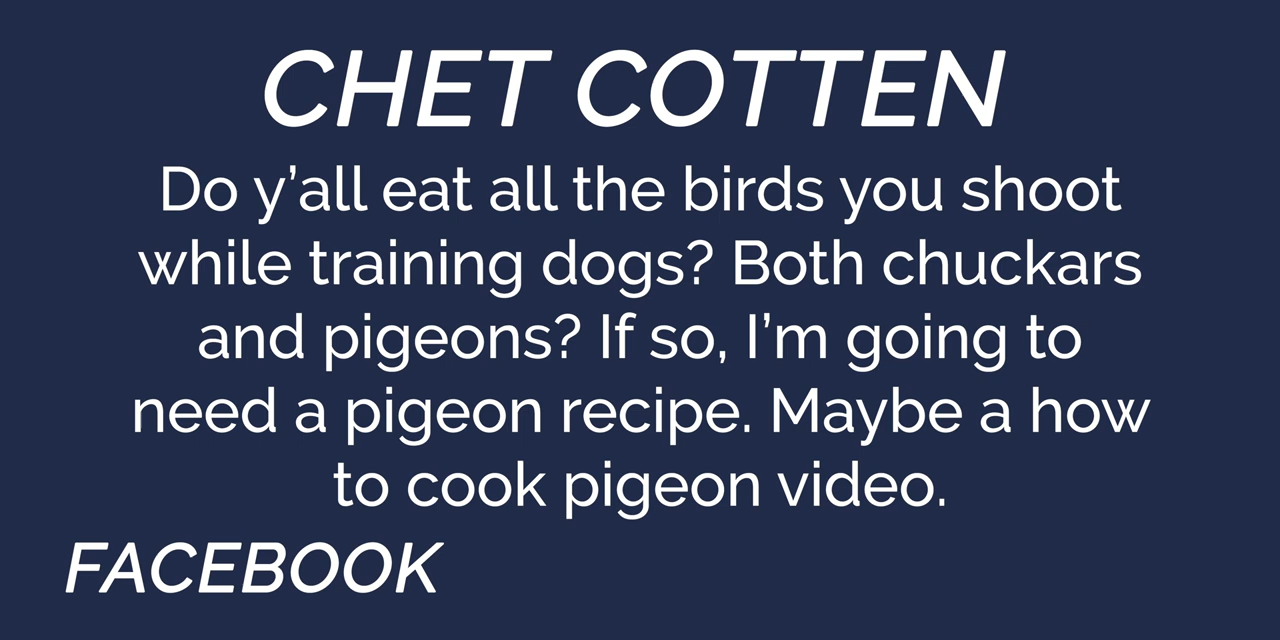 CHET COTTEN
Do y’all eat all the birds you shoot
while training dogs? Both chuckars
and pigeons? If so, I’m going to
need a pigeon recipe. Maybe a how
to cook pigeon video.
FACEBOOK